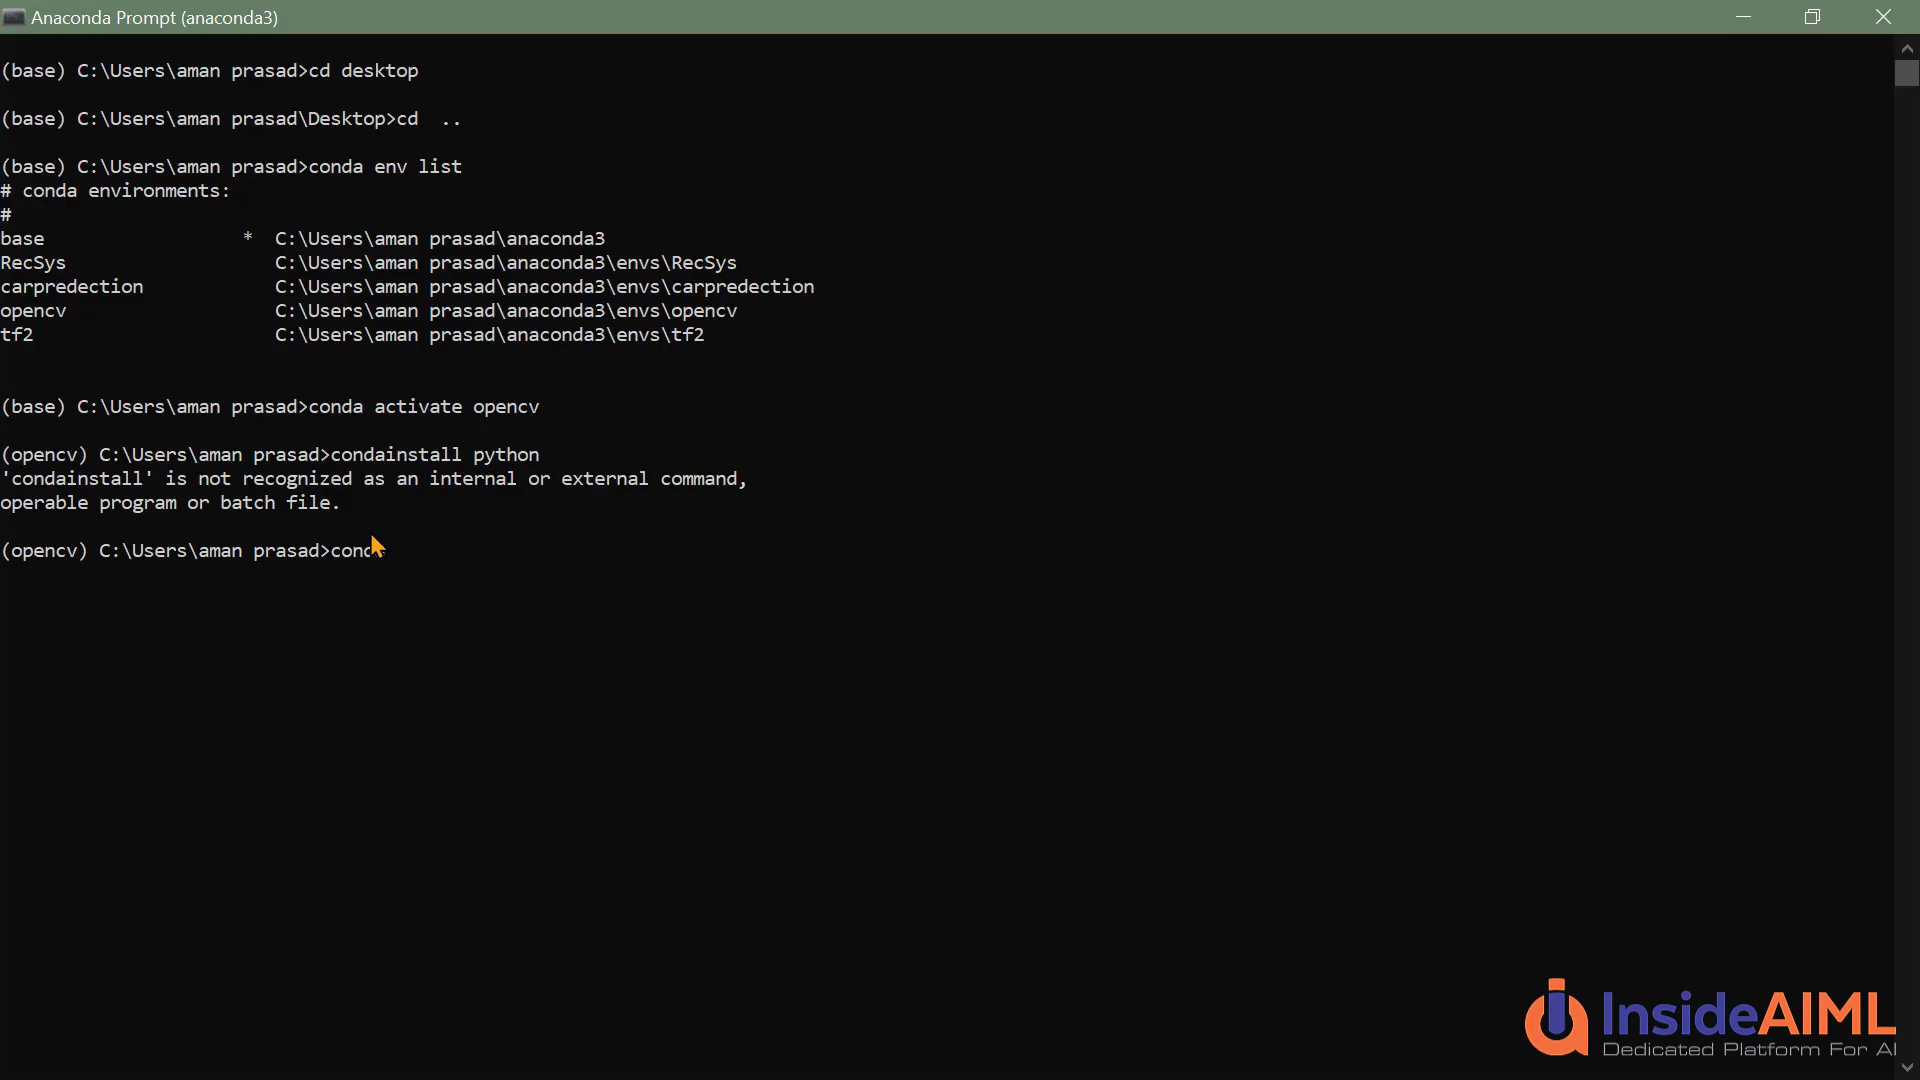 Anaconda Prompt (anaconda3)
(base) C:\Users\aman prasad>cd desktop
(base) C:\Users\aman prasad\Desktop>cd  ..
(base) C:\Users\aman prasad>conda env list
# conda environments:
#
base                  *  C:\Users\aman prasad\anaconda3
RecSys                   C:\Users\aman prasad\anaconda3\envs\RecSys
carpredection            C:\Users\aman prasad\anaconda3\envs\carpredection
opencv                   C:\Users\aman prasad\anaconda3\envs\opencv
tf2                      C:\Users\aman prasad\anaconda3\envs\tf2
(base) C:\Users\aman prasad>conda activate opencv
(opencv) C:\Users\aman prasad>condainstall python
'condainstall' is not recognized as an internal or external command,
operable program or batch file.
(opencv) C:\Users\aman prasad>cond
InsideAIML
Dedicated Platform For AI